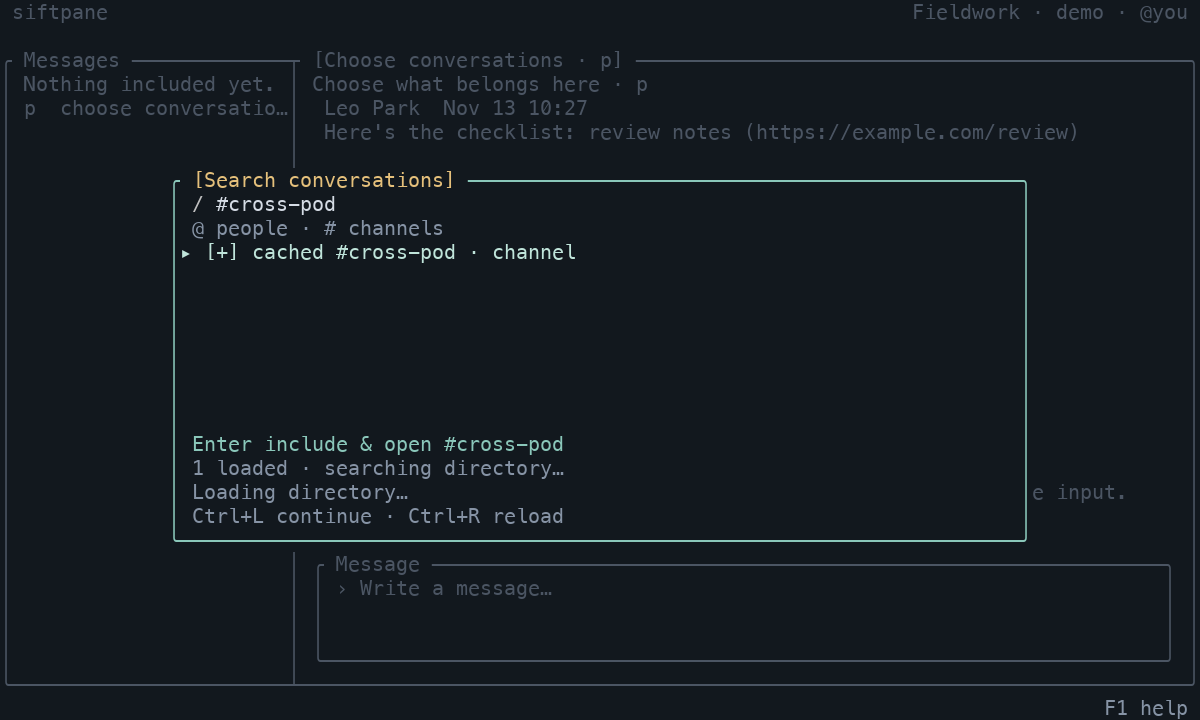 siftpane
Fieldwork · demo · @you
Messages
[Choose conversations · p]
Nothing included yet.
Choose what belongs here · p
p  choose conversatio…
Leo Park  Nov 13 10:27
Here's the checklist: review notes (https://example.com/review)
[Search conversations]
/ #cross-pod
@ people · # channels
▸ [+] cached #cross-pod · channel
Enter include & open #cross-pod
1 loaded · searching directory…
Loading directory…
e input.
Ctrl+L continue · Ctrl+R reload
Message
› Write a message…
F1 help